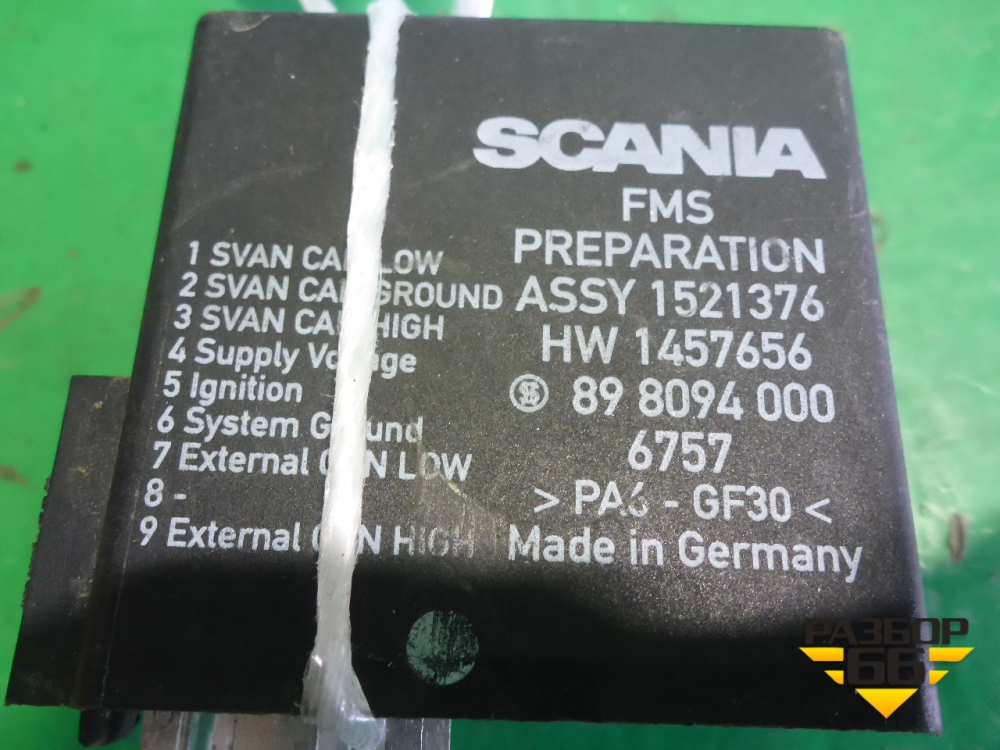 SCANIA
FMS
PREPARATION
ASSY 1521376
HW 1457656
89 8094 000
6757
> PA6 - GF30 <
Made in Germany
1 SVAN CAN LOW
2 SVAN CAN GROUND
3 SVAN CAN HIGH
4 Supply Voltage
5 Ignition
6 System Ground
7 External CAN LOW
8 -
9 External CAN HIGH
РАЗБОР
66